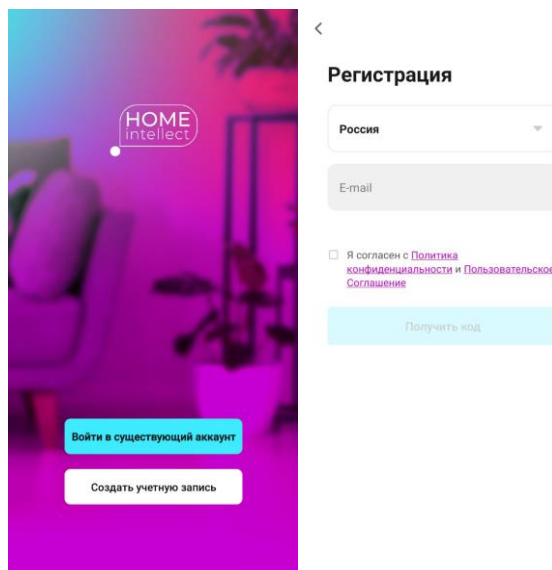 HOME
intellect
Войти в существующий аккаунт
Создать учетную запись
Регистрация
Россия
E-mail
Я согласен с Политика
конфиденциальности и Пользовательское
Соглашение
Получить код